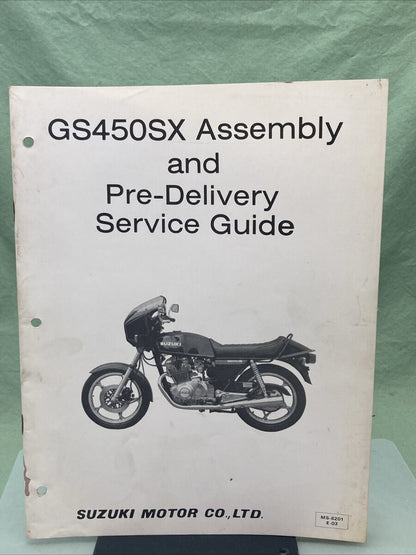 GS450SX Assembly
and
Pre-Delivery
Service Guide
SUZUKI
SUZUKI MOTOR CO.,LTD.
MS-8201
E-03